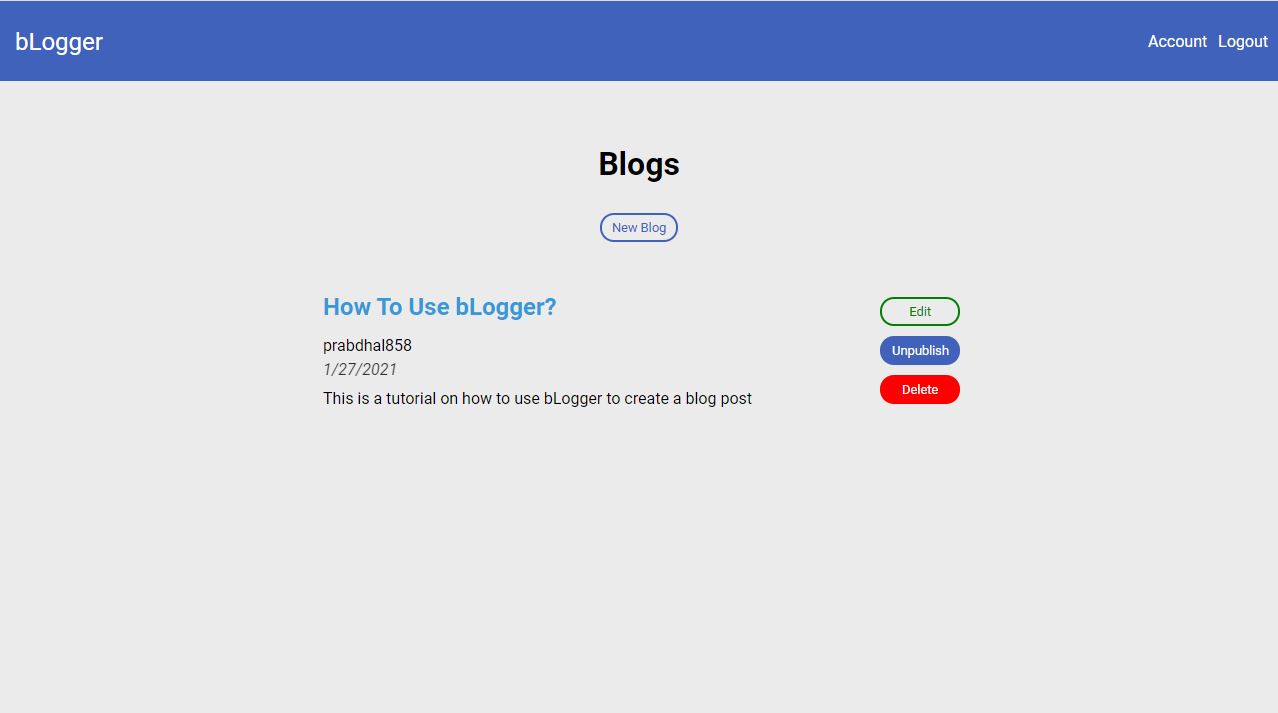 bLogger
Account Logout
Blogs
New Blog
How To Use bLogger?
Edit
prabdhal858
Unpublish
1/27/2021
Delete
This is a tutorial on how to use bLogger to create a blog post